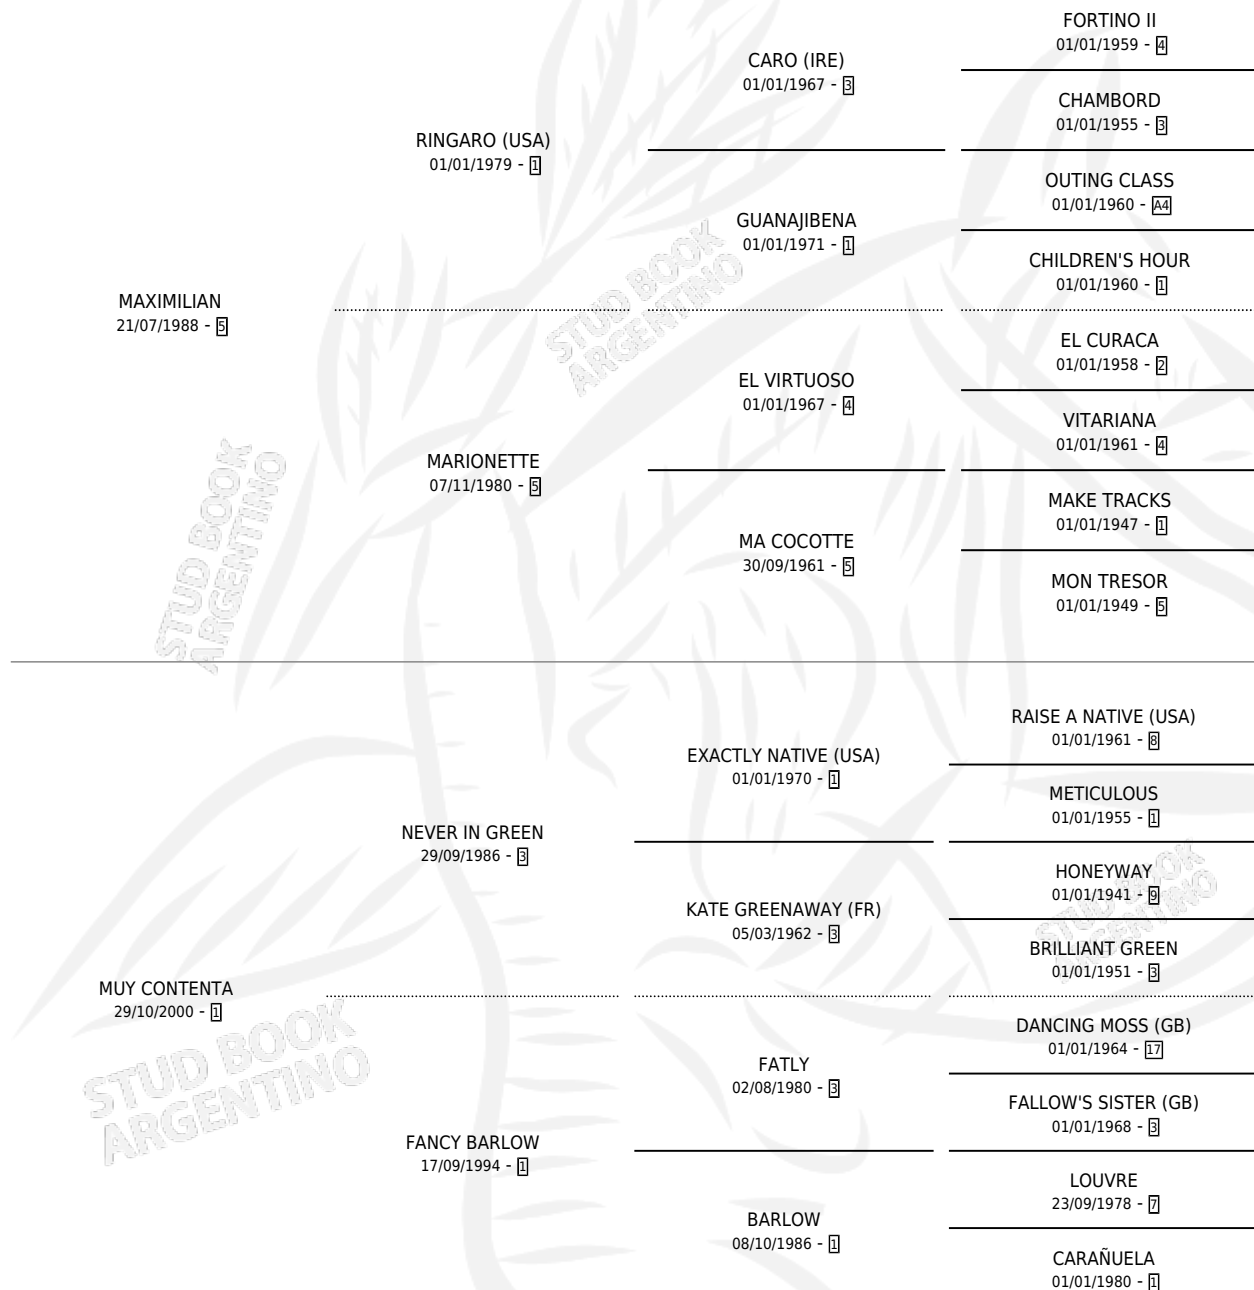 FORTINO II
01/01/1959 - 4
CARO (IRE)
01/01/1967 - 3
CHAMBORD
01/01/1955 - 3
RINGARO (USA)
01/01/1979 - 1
OUTING CLASS
01/01/1960 - A4
GUANAJIBENA
01/01/1971 - 1
CHILDREN'S HOUR
01/01/1960 - 1
MAXIMILIAN
21/07/1988 - 5
EL CURACA
01/01/1958 - 2
EL VIRTUOSO
01/01/1967 - 4
VITARIANA
01/01/1961 - 4
MARIONETTE
07/11/1980 - 5
MAKE TRACKS
01/01/1947 - 1
MA COCOTTE
30/09/1961 - 5
MON TRESOR
01/01/1949 - 5
RAISE A NATIVE (USA)
01/01/1961 - 8
EXACTLY NATIVE (USA)
01/01/1970 - 1
METICULOUS
01/01/1955 - 1
NEVER IN GREEN
29/09/1986 - 3
HONEYWAY
01/01/1941 - 9
KATE GREENAWAY (FR)
05/03/1962 - 3
BRILLIANT GREEN
01/01/1951 - 3
MUY CONTENTA
29/10/2000 - 1
DANCING MOSS (GB)
01/01/1964 - 17
FATLY
02/08/1980 - 3
FALLOW'S SISTER (GB)
01/01/1968 - 3
FANCY BARLOW
17/09/1994 - 1
LOUVRE
23/09/1978 - 7
BARLOW
08/10/1986 - 1
CARAÑUELA
01/01/1980 - 1
STUD BOOK
ARGENTINO
STUD BOOK
ARGENTINO
STUD BOOK
ARGENTINO
STUD BOOK
ARGENTINO